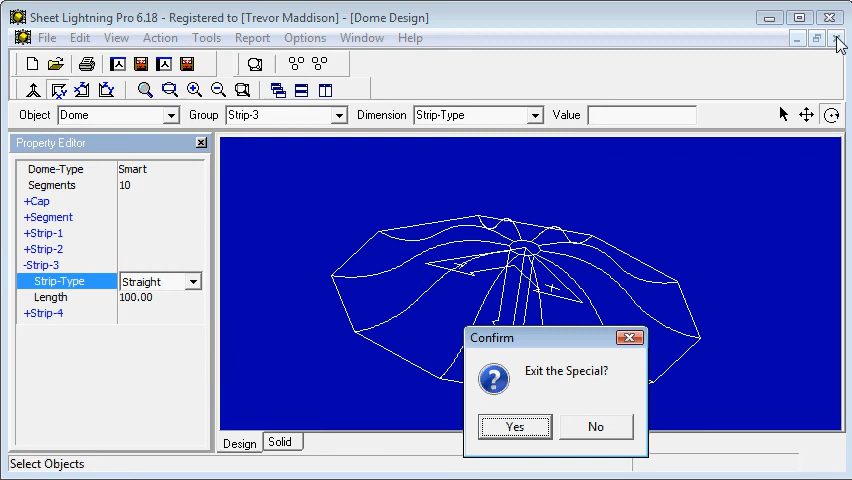 Sheet Lightning Pro 6.18 - Registered to [Trevor Maddison] - [Dome Design]
File Edit View Action Tools Report Options Window Help
Object Dome Group Strip-3 Dimension Strip-Type Value
Property Editor
Dome-Type Smart
Segments 10
+Cap
+Segment
+Strip-1
+Strip-2
-Strip-3
Strip-Type Straight
Length 100.00
+Strip-4
Confirm
Exit the Special?
Yes No
Design Solid
Select Objects